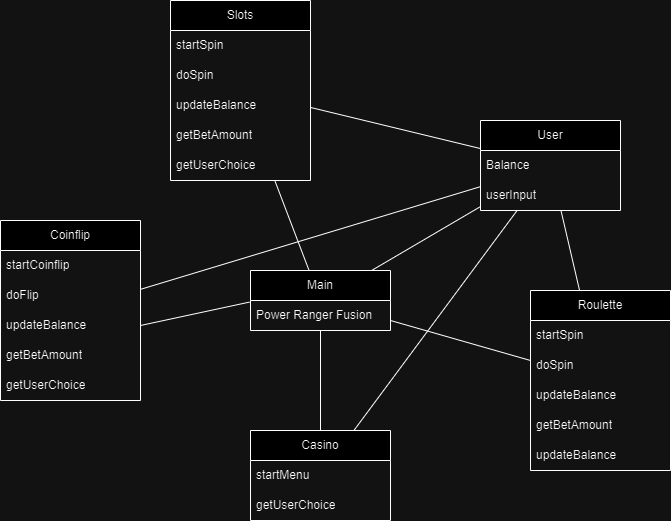 Slots
startSpin
doSpin
updateBalance
getBetAmount
getUserChoice
User
Balance
userInput
Coinflip
startCoinflip
doFlip
updateBalance
getBetAmount
getUserChoice
Main
Power Ranger Fusion
Roulette
startSpin
doSpin
updateBalance
getBetAmount
updateBalance
Casino
startMenu
getUserChoice